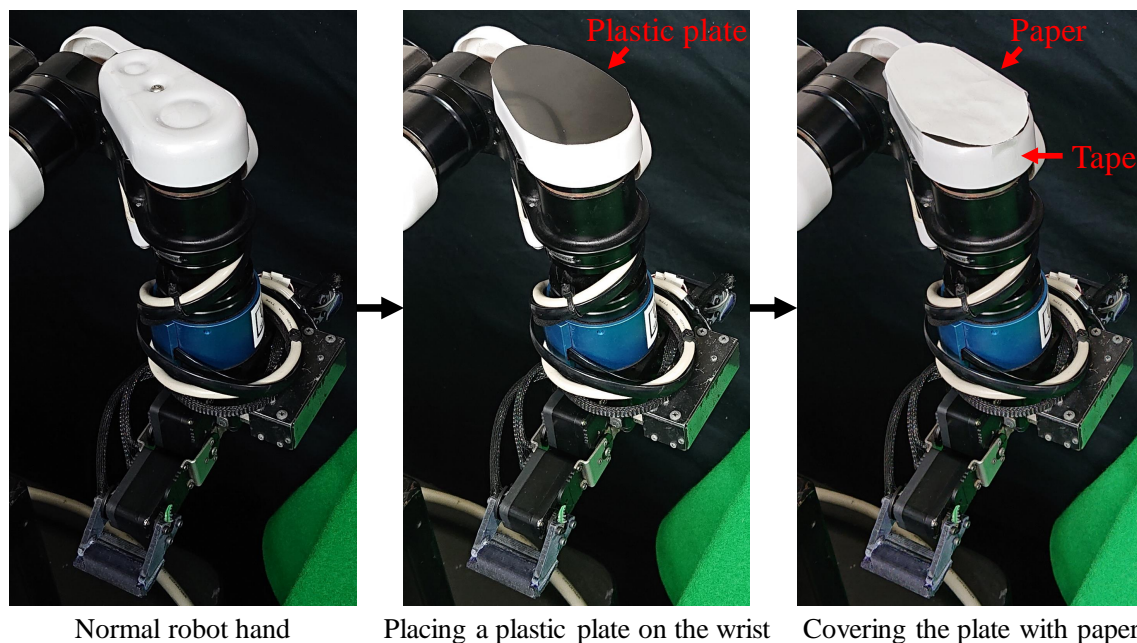 Plastic plate
Paper
Tape
Normal robot hand
Placing a plastic plate on the wrist
Covering the plate with paper